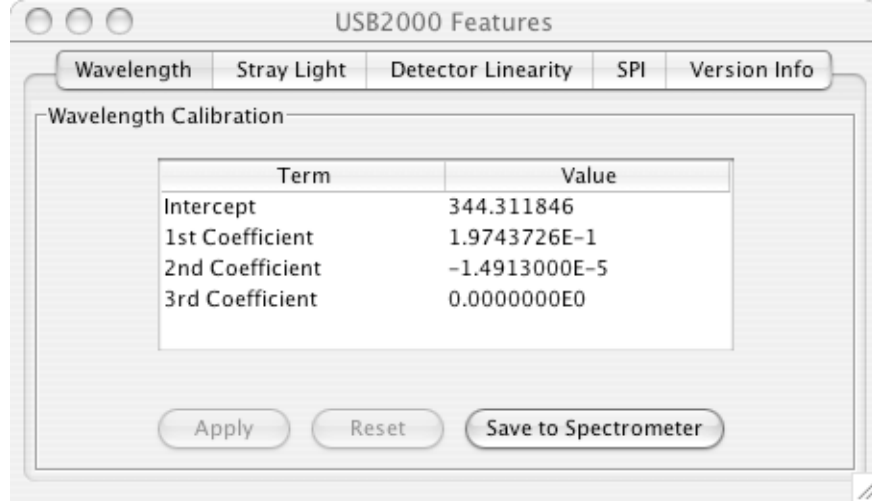 USB2000 Features
Wavelength Stray Light Detector Linearity SPI Version Info
Wavelength Calibration
Term Value
Intercept 344.311846
1st Coefficient 1.9743726E-1
2nd Coefficient -1.4913000E-5
3rd Coefficient 0.0000000E0
Apply Reset Save to Spectrometer